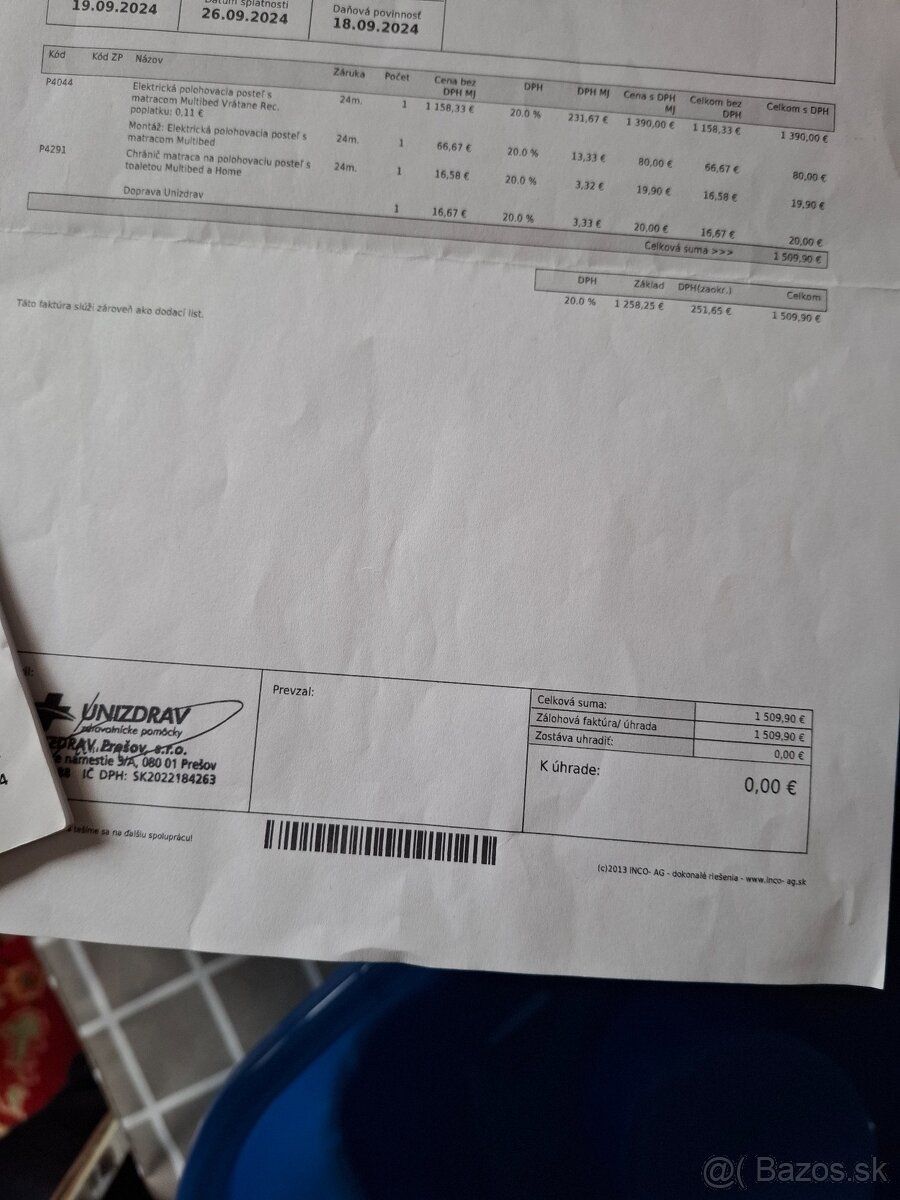 19.09.2024
Dátum splatnosti
26.09.2024
Daňová povinnosť
18.09.2024
Kód Kód ZP Názov Záruka Počet Cena bez DPH MJ DPH DPH MJ Cena s DPH MJ Celkom bez DPH Celkom s DPH
P4044 Elektrická polohovacia posteľ s 24m. 1 1 158,33 € 20.0 % 231,67 € 1 390,00 € 1 158,33 € 1 390,00 €
matracom Multibed Vrátane Rec.
poplatku: 0,11 €
Montáž: Elektrická polohovacia posteľ s 24m. 1 66,67 € 20.0 % 13,33 € 80,00 € 66,67 € 80,00 €
matracom Multibed
P4291 Chránič matraca na polohovaciu posteľ s 24m. 1 16,58 € 20.0 % 3,32 € 19,90 € 16,58 € 19,90 €
toaletou Multibed a Home
Doprava Unizdrav 1 16,67 € 20.0 % 3,33 € 20,00 € 16,67 € 20,00 €
Celková suma >>> 1 509,90 €
DPH Základ DPH(zaokr.) Celkom
20.0 % 1 258,25 € 251,65 € 1 509,90 €
Táto faktúra slúži zároveň ako dodací list.
UNIZDRAV
zdravotnícke pomôcky
Prešov, s.r.o.
námestie 3/A, 080 01 Prešov
IČ DPH: SK2022184263
Prevzal:
Celková suma: 1 509,90 €
Zálohová faktúra/ úhrada 1 509,90 €
Zostáva uhradiť: 0,00 €
K úhrade: 0,00 €
tešíme sa na ďalšiu spoluprácu!
(c)2013 INCO- AG - dokonalé riešenia - www.inco-ag.sk
@( Bazos.sk